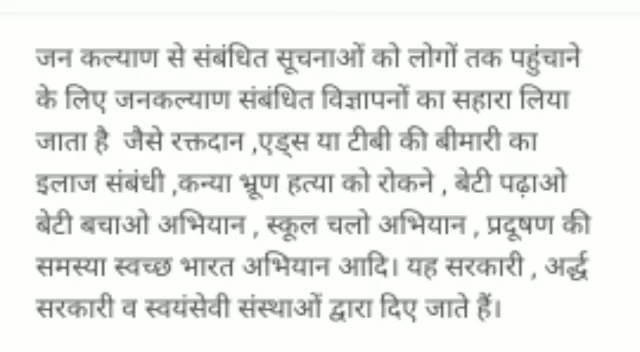 जन कल्याण से संबंधित सूचनाओं को लोगों तक पहुंचाने
के लिए जनकल्याण संबंधित विज्ञापनों का सहारा लिया
जाता है  जैसे रक्तदान ,एड्स या टीबी की बीमारी का
इलाज संबंधी ,कन्या भ्रूण हत्या को रोकने , बेटी पढ़ाओ
बेटी बचाओ अभियान , स्कूल चलो अभियान , प्रदूषण की
समस्या स्वच्छ भारत अभियान आदि। यह सरकारी , अर्द्ध
सरकारी व स्वयंसेवी संस्थाओं द्वारा दिए जाते हैं।